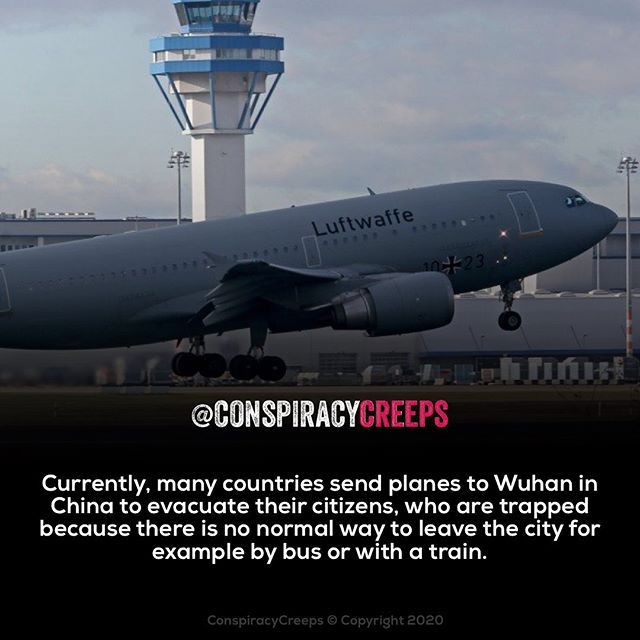 Luftwaffe
10 23
@CONSPIRACYCREEPS
Currently, many countries send planes to Wuhan in
China to evacuate their citizens, who are trapped
because there is no normal way to leave the city for
example by bus or with a train.
ConspiracyCreeps © Copyright 2020